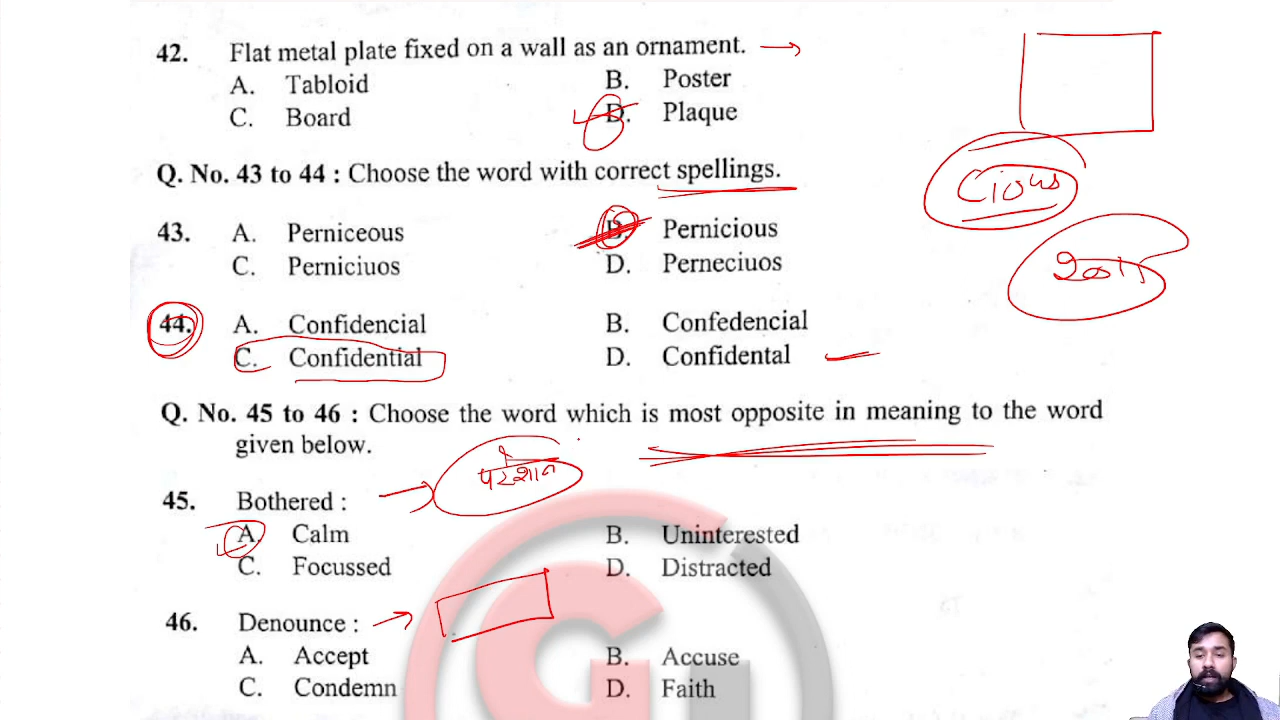 42. Flat metal plate fixed on a wall as an ornament.
A. Tabloid B. Poster
C. Board D. Plaque
Q. No. 43 to 44 : Choose the word with correct spellings.
cious
43. A. Perniceous B. Pernicious
C. Perniciuos D. Perneciuos
44. A. Confidencial B. Confedencial
C. Confidential D. Confidental
Q. No. 45 to 46 : Choose the word which is most opposite in meaning to the word
given below.
परेशान
45. Bothered :
A. Calm B. Uninterested
C. Focussed D. Distracted
46. Denounce :
A. Accept B. Accuse
C. Condemn D. Faith